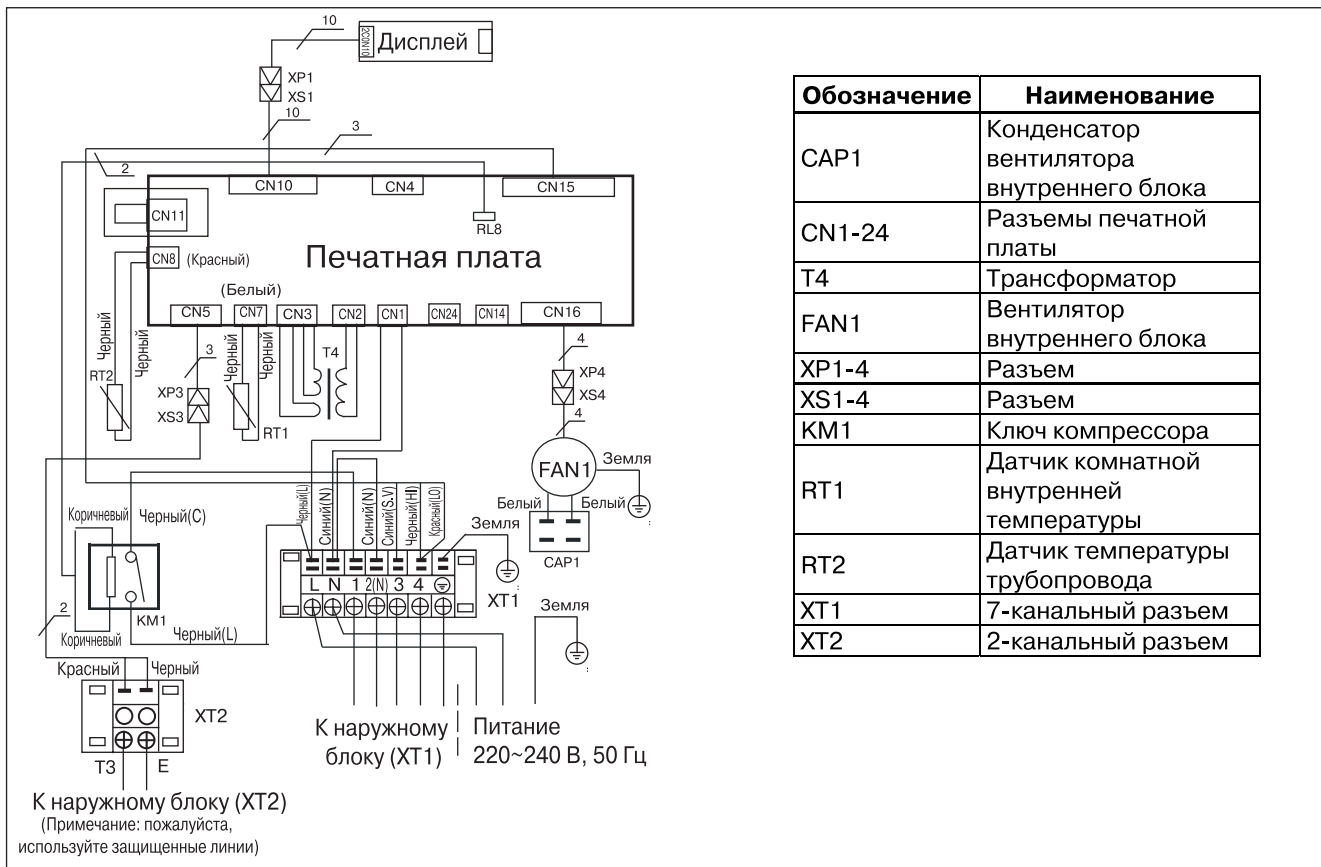 10
2CON10
Дисплей
XP1
XS1
10
3
2
CN10
CN4
CN15
CN11
RL8
CN8
(Красный)
Печатная плата
(Белый)
CN5
CN7
CN3
CN2
CN1
CN24
CN14
CN16
Черный
Черный
3
Черный
Черный
T4
4
RT2
XP3
XS3
RT1
XP4
XS4
4
FAN1
Земля
Белый
Белый
CAP1
Коричневый
Черный(C)
Черный(L)
Синий(N)
Синий(N)
Синий(S.V)
Черный(HI)
Красный(LO)
Земля
L N 1 2(N) 3 4
XT1
Земля
2
KM1
Коричневый
Черный(L)
Красный
Черный
XT2
T3
E
К наружному
блоку (XT1)
Питание
220~240 В, 50 Гц
К наружному блоку (XT2)
(Примечание: пожалуйста,
используйте защищенные линии)
Обозначение Наименование
CAP1
Конденсатор
вентилятора
внутреннего блока
CN1-24
Разъемы печатной
платы
T4 Трансформатор
FAN1
Вентилятор
внутреннего блока
XP1-4 Разъем
XS1-4 Разъем
KM1 Ключ компрессора
RT1
Датчик комнатной
внутренней
температуры
RT2
Датчик температуры
трубопровода
XT1 7-канальный разъем
XT2 2-канальный разъем